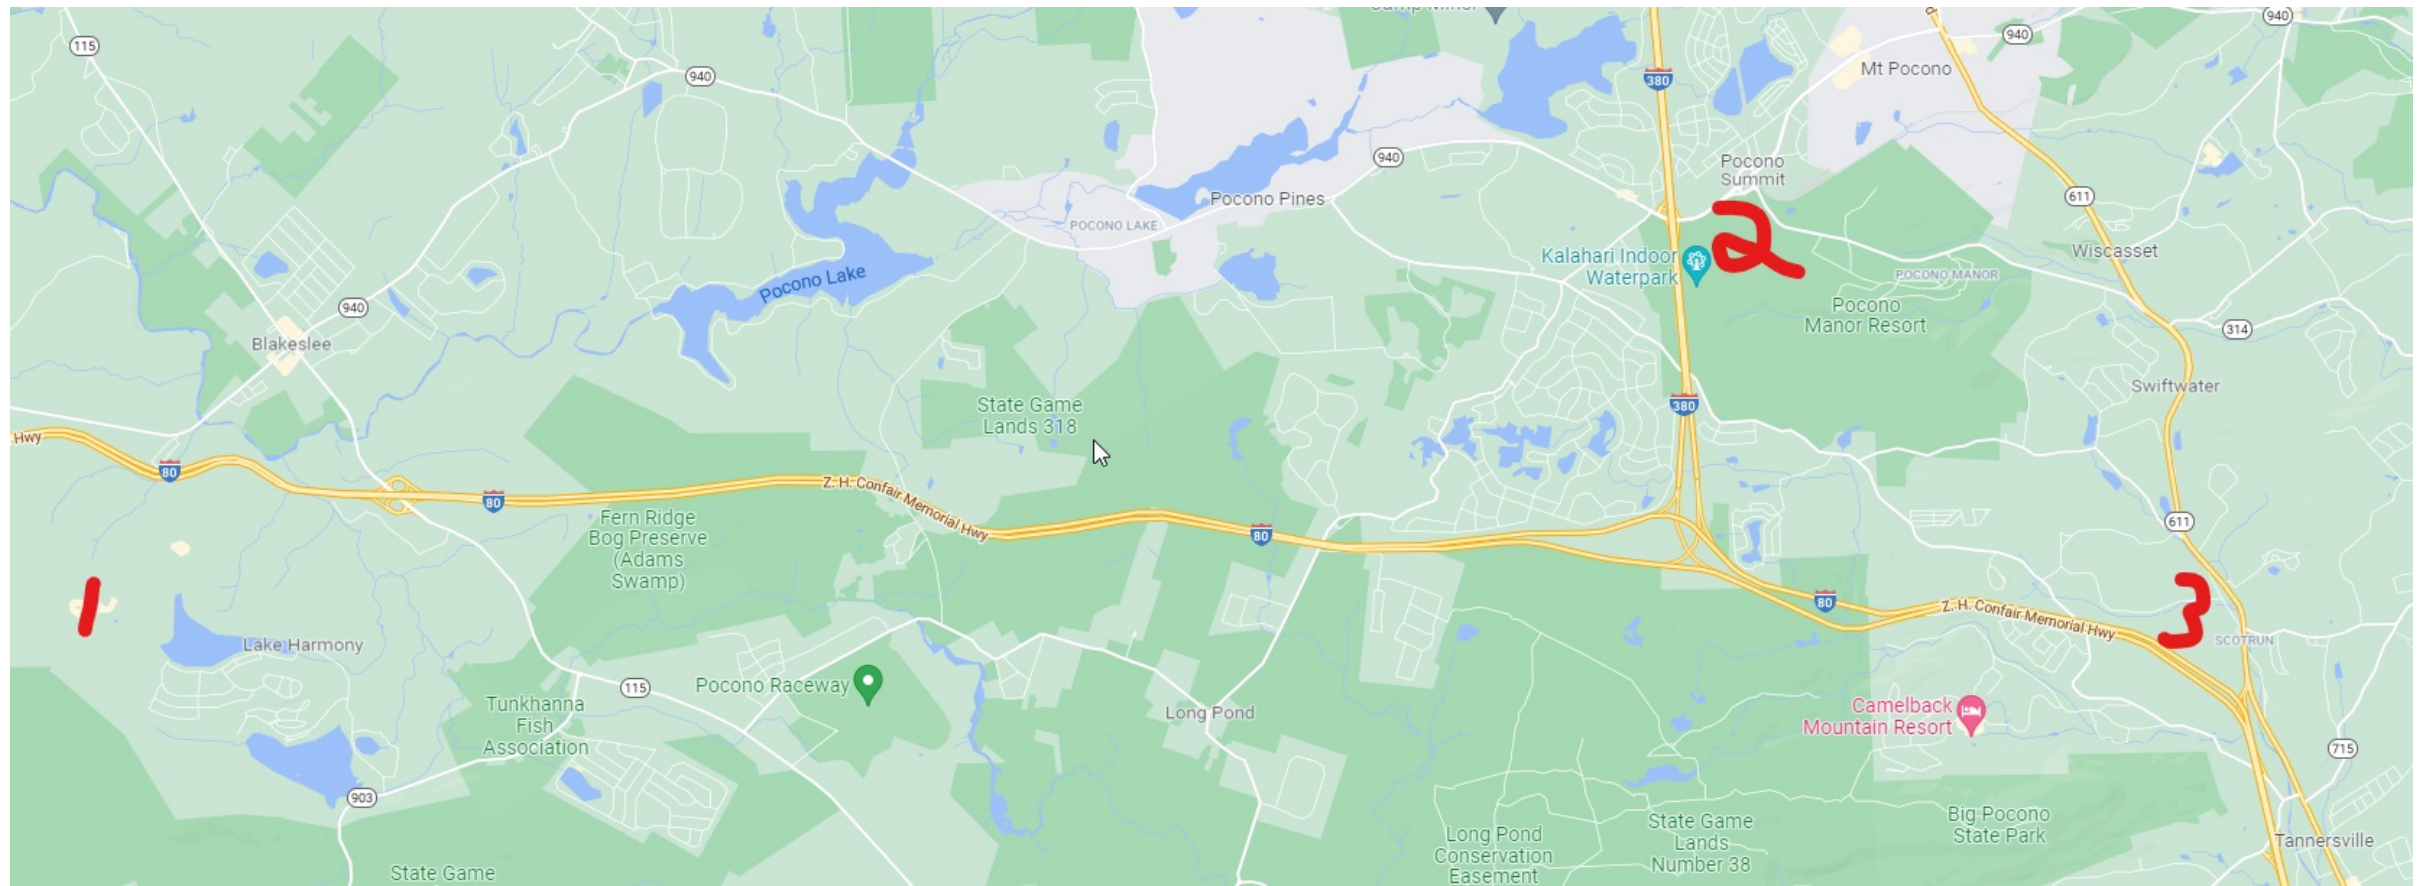 Camp Minor
940
115
940
940
380
Mt Pocono
940
Pocono
Summit
611
Pocono Pines
POCONO LAKE
2
Wiscasset
Kalahari Indoor
Waterpark
POCONO MANOR
Pocono Lake
940
Pocono
Manor Resort
314
Blakeslee
Swiftwater
State Game
Lands 318
380
Hwy
80
Z. H. Confair Memorial Hwy
80
Fern Ridge
Bog Preserve
(Adams
Swamp)
80
611
1
80
Z. H. Confair Memorial Hwy
3
SCOTRUN
Lake Harmony
115
Pocono Raceway
Tunkhanna
Fish
Association
Long Pond
Camelback
Mountain Resort
715
903
Big Pocono
State Park
State Game
Lands
Number 38
Long Pond
Conservation
Easement
Tannersville
State Game